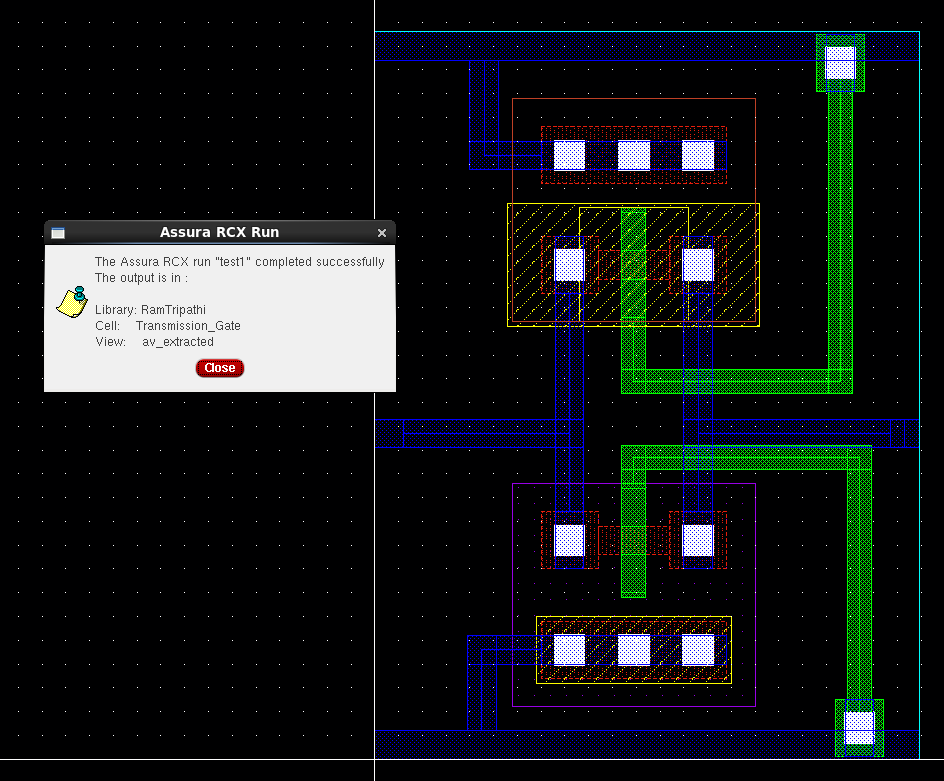 Assura RCX Run
The Assura RCX run "test1" completed successfully
The output is in :
Library: RamTripathi
Cell: Transmission_Gate
View: av_extracted
Close